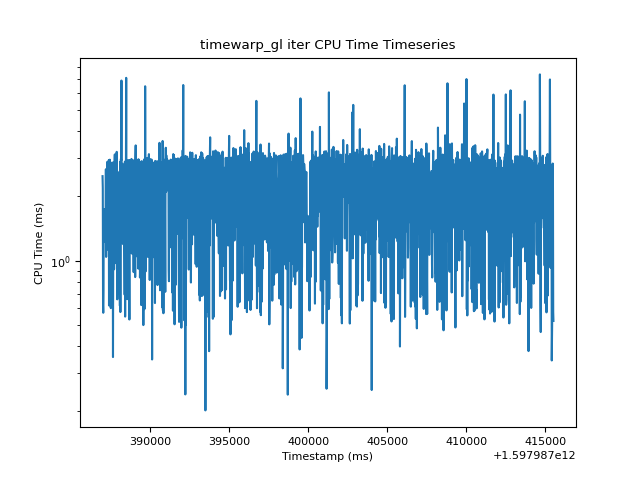 timewarp_gl iter CPU Time Timeseries
CPU Time (ms)
10⁰
390000 395000 400000 405000 410000 415000
Timestamp (ms)
+1.597987e12